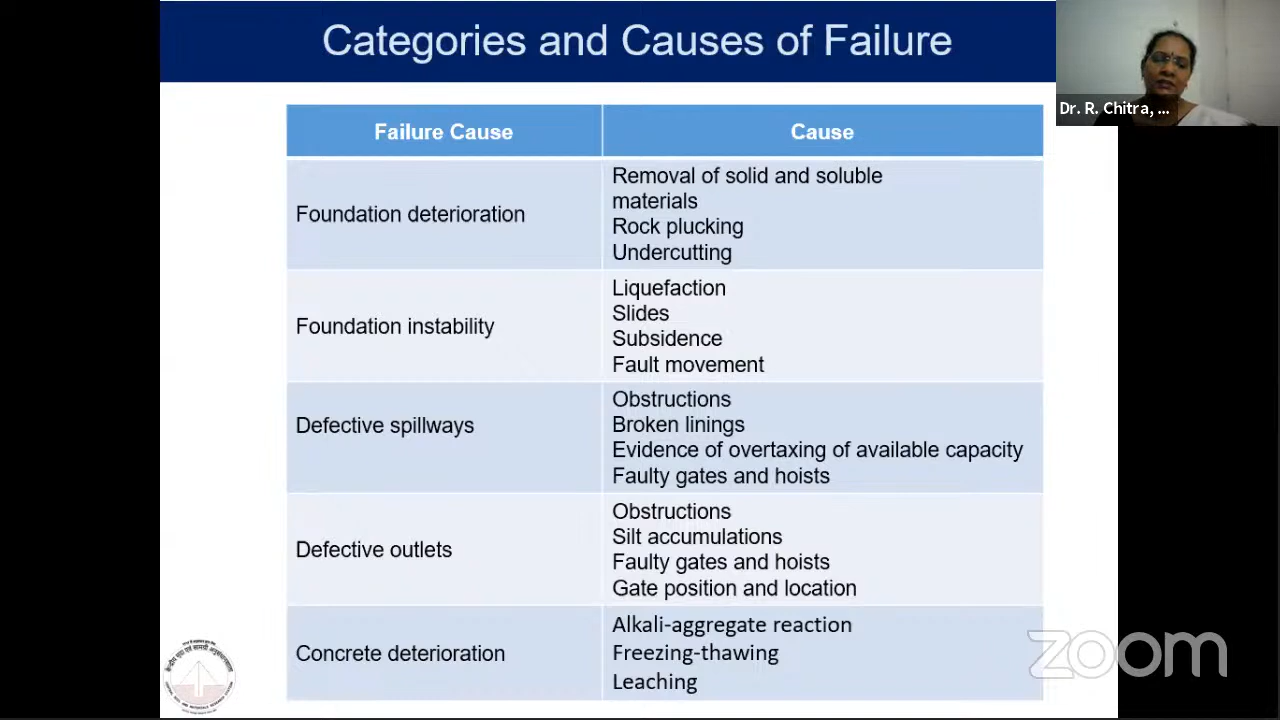 Categories and Causes of Failure
Dr. R. Chitra, ...
Failure Cause
Cause
Foundation deterioration
Removal of solid and soluble
materials
Rock plucking
Undercutting
Foundation instability
Liquefaction
Slides
Subsidence
Fault movement
Defective spillways
Obstructions
Broken linings
Evidence of overtaxing of available capacity
Faulty gates and hoists
Defective outlets
Obstructions
Silt accumulations
Faulty gates and hoists
Gate position and location
Concrete deterioration
Alkali-aggregate reaction
Freezing-thawing
Leaching
zoom